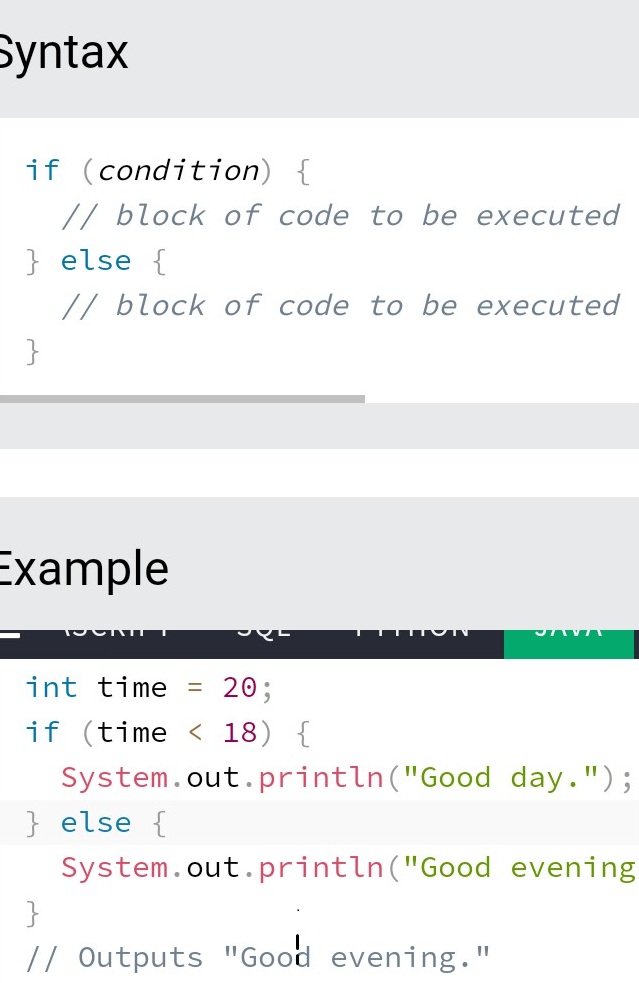 Syntax
if (condition) {
// block of code to be executed
} else {
// block of code to be executed
}
Example
SQL PYTHON JAVA
int time = 20;
if (time < 18) {
System.out.println("Good day.");
} else {
System.out.println("Good evening
}
// Outputs "Good evening."